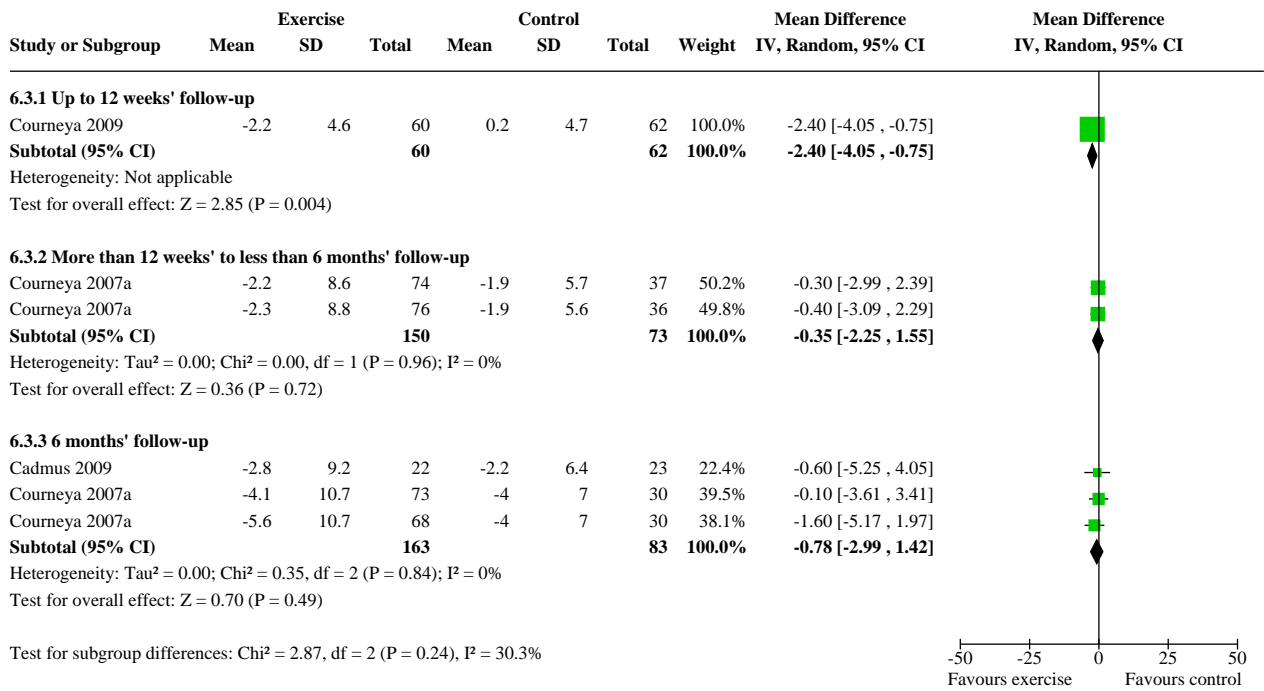 Exercise Control Mean Difference Mean Difference
Study or Subgroup Mean SD Total Mean SD Total Weight IV, Random, 95% CI IV, Random, 95% CI
6.3.1 Up to 12 weeks' follow-up
Courneya 2009 -2.2 4.6 60 0.2 4.7 62 100.0% -2.40 [-4.05 , -0.75]
Subtotal (95% CI) 60 62 100.0% -2.40 [-4.05 , -0.75]
Heterogeneity: Not applicable
Test for overall effect: Z = 2.85 (P = 0.004)
6.3.2 More than 12 weeks' to less than 6 months' follow-up
Courneya 2007a -2.2 8.6 74 -1.9 5.7 37 50.2% -0.30 [-2.99 , 2.39]
Courneya 2007a -2.3 8.8 76 -1.9 5.6 36 49.8% -0.40 [-3.09 , 2.29]
Subtotal (95% CI) 150 73 100.0% -0.35 [-2.25 , 1.55]
Heterogeneity: Tau² = 0.00; Chi² = 0.00, df = 1 (P = 0.96); I² = 0%
Test for overall effect: Z = 0.36 (P = 0.72)
6.3.3 6 months' follow-up
Cadmus 2009 -2.8 9.2 22 -2.2 6.4 23 22.4% -0.60 [-5.25 , 4.05]
Courneya 2007a -4.1 10.7 73 -4 7 30 39.5% -0.10 [-3.61 , 3.41]
Courneya 2007a -5.6 10.7 68 -4 7 30 38.1% -1.60 [-5.17 , 1.97]
Subtotal (95% CI) 163 83 100.0% -0.78 [-2.99 , 1.42]
Heterogeneity: Tau² = 0.00; Chi² = 0.35, df = 2 (P = 0.84); I² = 0%
Test for overall effect: Z = 0.70 (P = 0.49)
Test for subgroup differences: Chi² = 2.87, df = 2 (P = 0.24), I² = 30.3%
-50 -25 0 25 50
Favours exercise Favours control